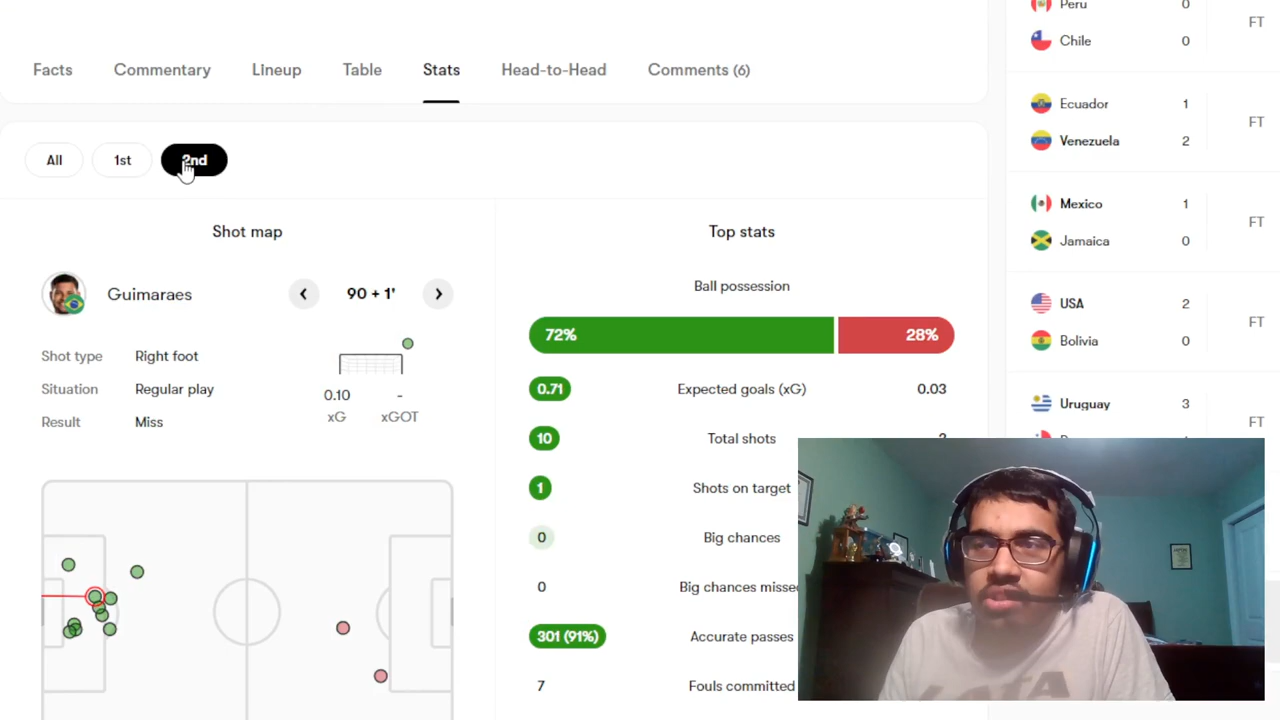 Facts Commentary Lineup Table Stats Head-to-Head Comments (6)
All 1st 2nd
Shot map
Guimaraes 90 + 1'
Shot type Right foot
Situation Regular play
Result Miss
0.10 -
xG xGOT
Top stats
Ball possession
72% 28%
0.71 Expected goals (xG) 0.03
10 Total shots 2
1 Shots on target
0 Big chances
0 Big chances missed
301 (91%) Accurate passes
7 Fouls committed
Peru 0
Chile 0
FT
Ecuador 1
Venezuela 2
FT
Mexico 1
Jamaica 0
FT
USA 2
Bolivia 0
FT
Uruguay 3
FT